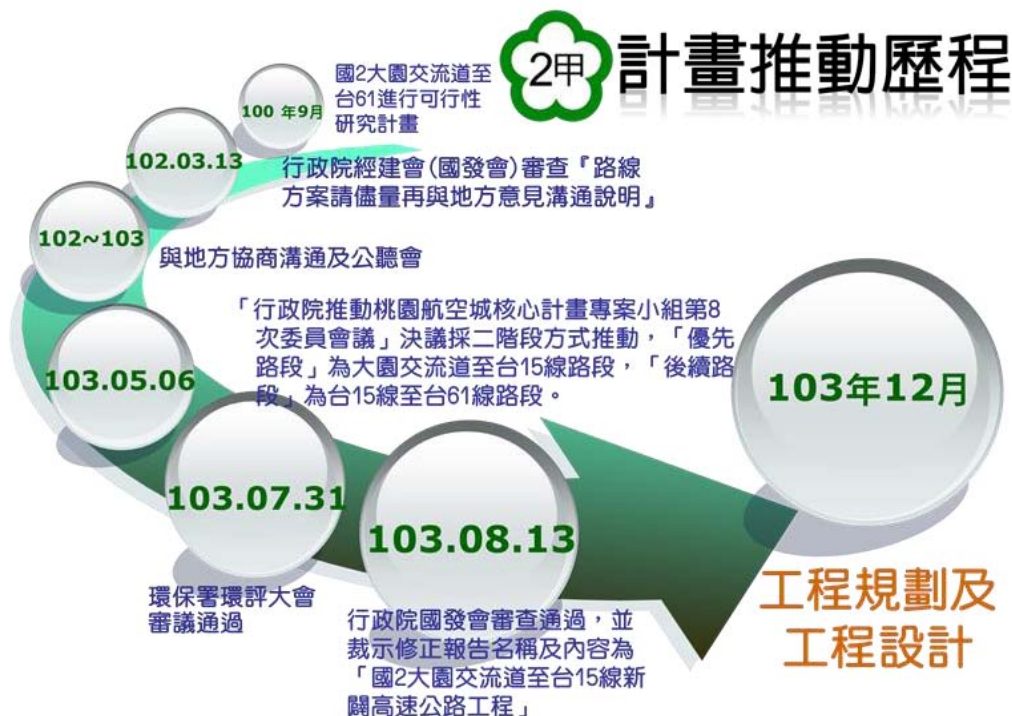 2甲 計畫推動歷程
100 年9月
國2大園交流道至
台61進行可行性
研究計畫
102.03.13
行政院經建會(國發會)審查『路線
方案請儘量再與地方意見溝通說明』
102~103
與地方協商溝通及公聽會
103.05.06
「行政院推動桃園航空城核心計畫專案小組第8
次委員會議」決議採二階段方式推動，「優先
路段」為大園交流道至台15線路段，「後續路
段」為台15線至台61線路段。
103.07.31
環保署環評大會
審議通過
103.08.13
行政院國發會審查通過，並
裁示修正報告名稱及內容為
「國2大園交流道至台15線新
闢高速公路工程」
103年12月
工程規劃及
工程設計